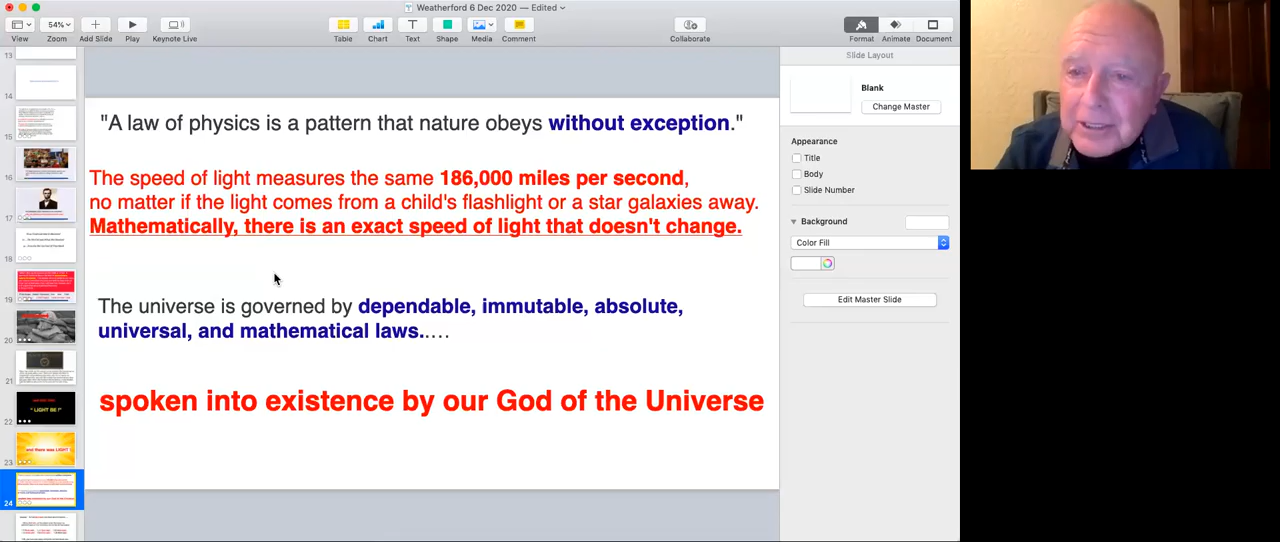 Weatherford 6 Dec 2020 — Edited
54%
View
Zoom
Add Slide
Play
Keynote Live
Table
Chart
Text
Shape
Media
Comment
Collaborate
Format
Animate
Document
13
14
15
16
17
18
19
20
21
22
23
24
" LIGHT BE !"
and there was LIGHT
"A law of physics is a pattern that nature obeys without exception."
The speed of light measures the same 186,000 miles per second,
no matter if the light comes from a child's flashlight or a star galaxies away.
Mathematically, there is an exact speed of light that doesn't change.
The universe is governed by dependable, immutable, absolute,
universal, and mathematical laws.....
spoken into existence by our God of the Universe
Slide Layout
Blank
Change Master
Appearance
Title
Body
Slide Number
Background
Color Fill
Edit Master Slide